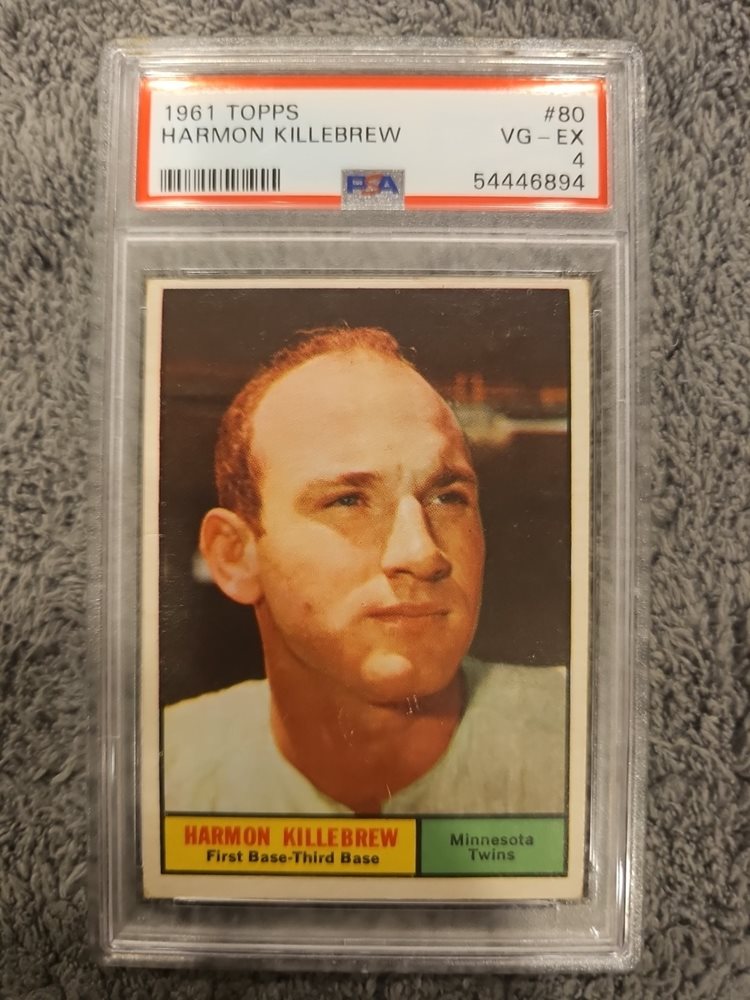 1961 TOPPS #80
HARMON KILLEBREW VG - EX
4
PSA 54446894
HARMON KILLEBREW
First Base-Third Base
Minnesota
Twins